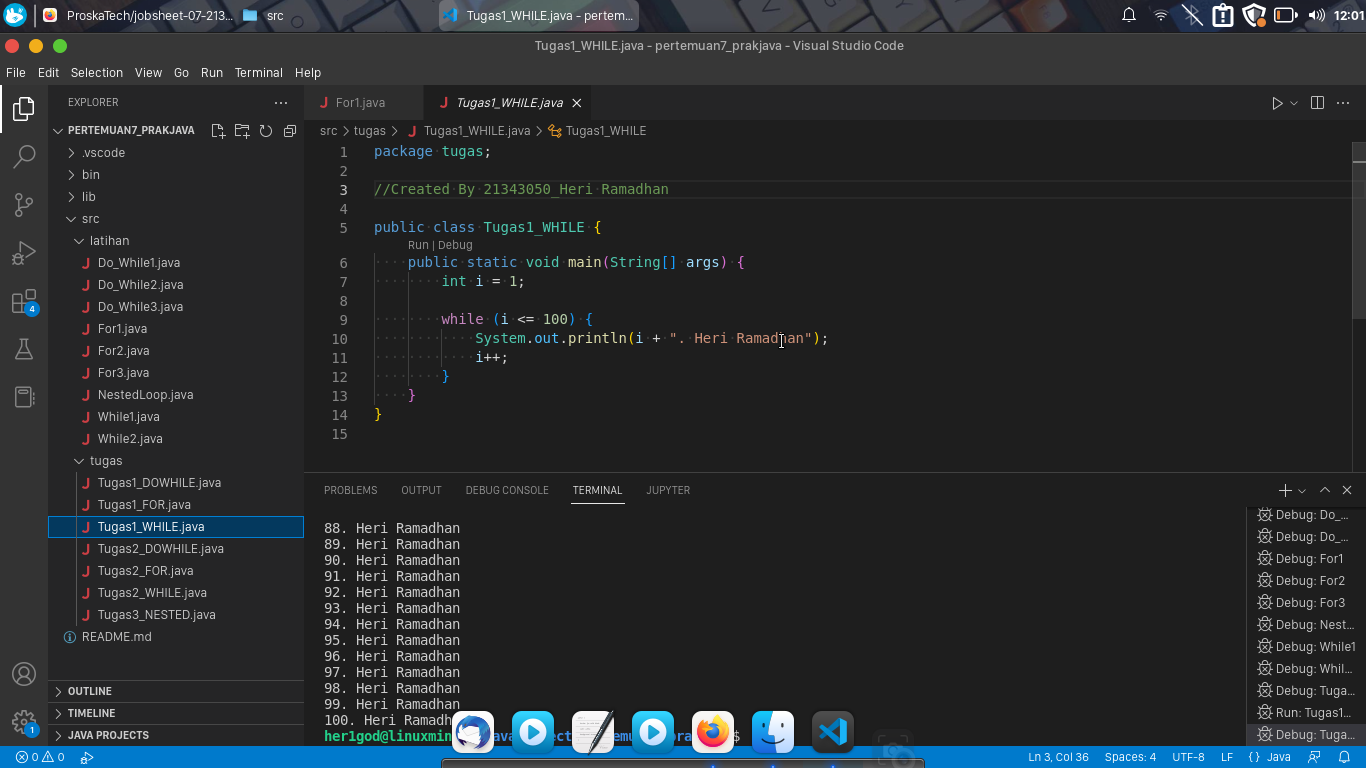 ProskaTech/jobsheet-07-213...
src
Tugas1_WHILE.java - pertem...
12:01
Tugas1_WHILE.java - pertemuan7_prakjava - Visual Studio Code
File Edit Selection View Go Run Terminal Help
EXPLORER
PERTEMUAN7_PRAKJAVA
.vscode
bin
lib
src
latihan
Do_While1.java
Do_While2.java
Do_While3.java
For1.java
For2.java
For3.java
NestedLoop.java
While1.java
While2.java
tugas
Tugas1_DOWHILE.java
Tugas1_FOR.java
Tugas1_WHILE.java
Tugas2_DOWHILE.java
Tugas2_FOR.java
Tugas2_WHILE.java
Tugas3_NESTED.java
README.md
OUTLINE
TIMELINE
JAVA PROJECTS
4
1
For1.java
Tugas1_WHILE.java
src > tugas > Tugas1_WHILE.java > Tugas1_WHILE
1 package tugas;
2
3 //Created By 21343050_Heri Ramadhan
4
5 public class Tugas1_WHILE {
Run | Debug
6 public static void main(String[] args) {
7 int i = 1;
8
9 while (i <= 100) {
10 System.out.println(i + ". Heri Ramadhan");
11 i++;
12 }
13 }
14 }
15
PROBLEMS OUTPUT DEBUG CONSOLE TERMINAL JUPYTER
88. Heri Ramadhan
89. Heri Ramadhan
90. Heri Ramadhan
91. Heri Ramadhan
92. Heri Ramadhan
93. Heri Ramadhan
94. Heri Ramadhan
95. Heri Ramadhan
96. Heri Ramadhan
97. Heri Ramadhan
98. Heri Ramadhan
99. Heri Ramadhan
100. Heri Ramadh
her1god@linuxmin
$
Debug: Do_...
Debug: Do_...
Debug: For1
Debug: For2
Debug: For3
Debug: Nest...
Debug: While1
Debug: Whil...
Debug: Tuga...
Run: Tugas1...
Debug: Tuga...
0 0
Ln 3, Col 36 Spaces: 4 UTF-8 LF {} Java